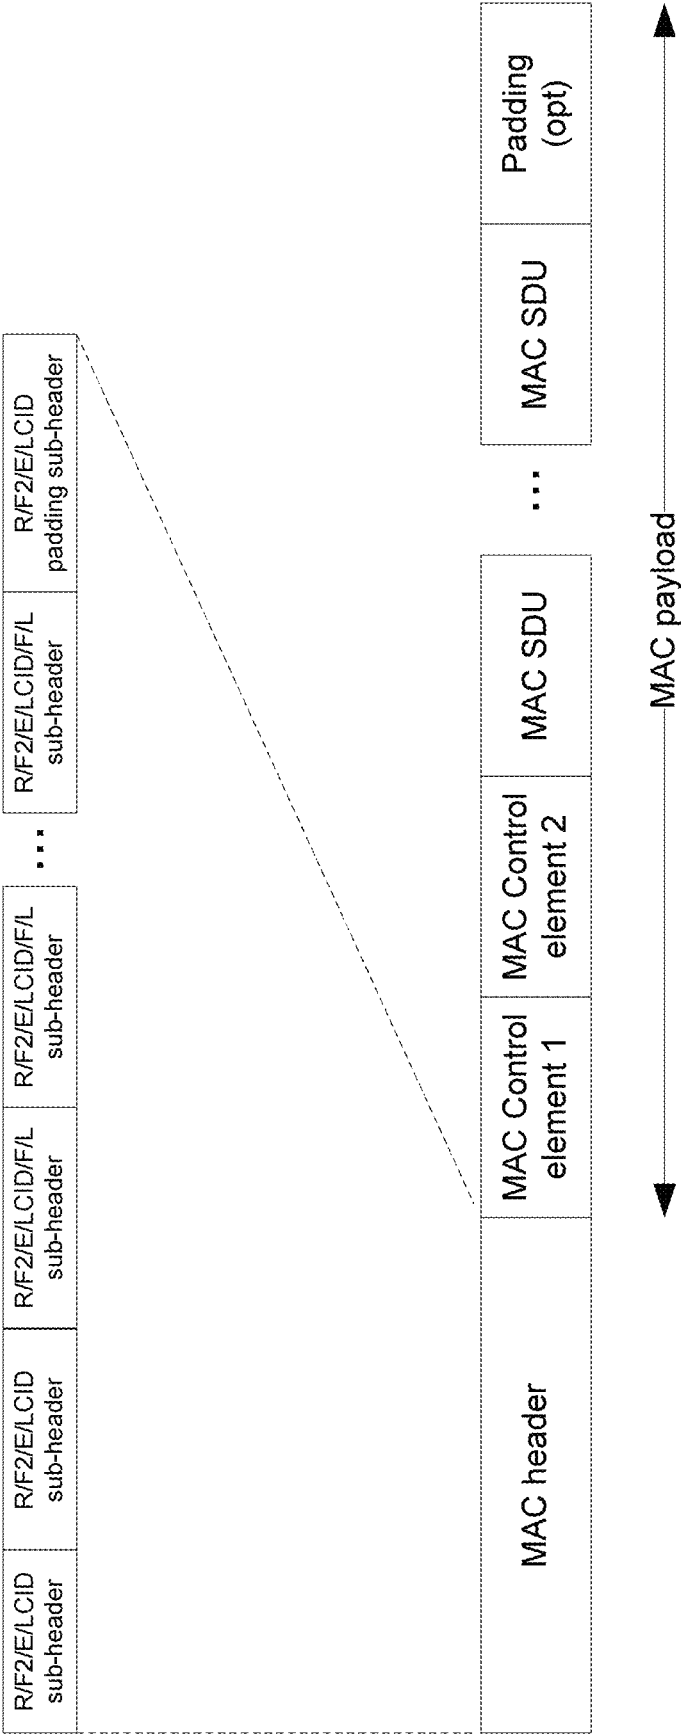 R/F2/E/LCID
sub-header
R/F2/E/LCID
sub-header
R/F2/E/LCID/F/L
sub-header
R/F2/E/LCID/F/L
sub-header
...
R/F2/E/LCID/F/L
sub-header
R/F2/E/LCID
padding sub-header
MAC header
MAC Control
element 1
MAC Control
element 2
MAC SDU
...
MAC SDU
Padding
(opt)
MAC payload